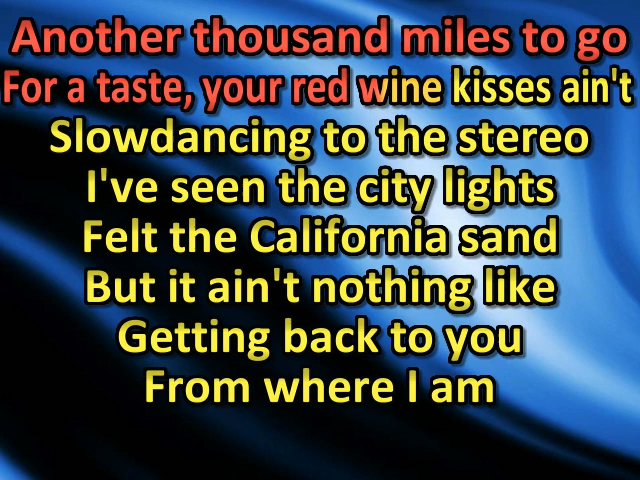 Another thousand miles to go
For a taste, your red wine kisses ain't
Slowdancing to the stereo
I've seen the city lights
Felt the California sand
But it ain't nothing like
Getting back to you
From where I am